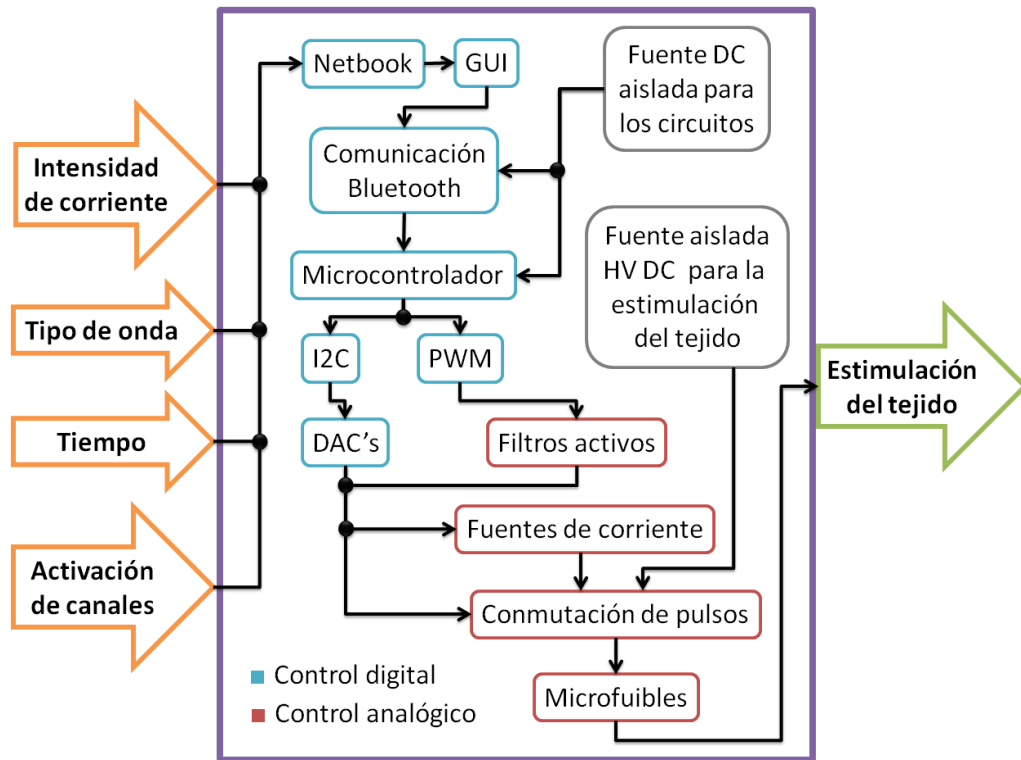 Intensidad
de corriente
Tipo de onda
Tiempo
Activación
de canales
Netbook
GUI
Fuente DC
aislada para
los circuitos
Comunicación
Bluetooth
Fuente aislada
HV DC para la
estimulación
del tejido
Microcontrolador
I2C
PWM
DAC's
Filtros activos
Fuentes de corriente
Conmutación de pulsos
Microfuibles
Control digital
Control analógico
Estimulación
del tejido